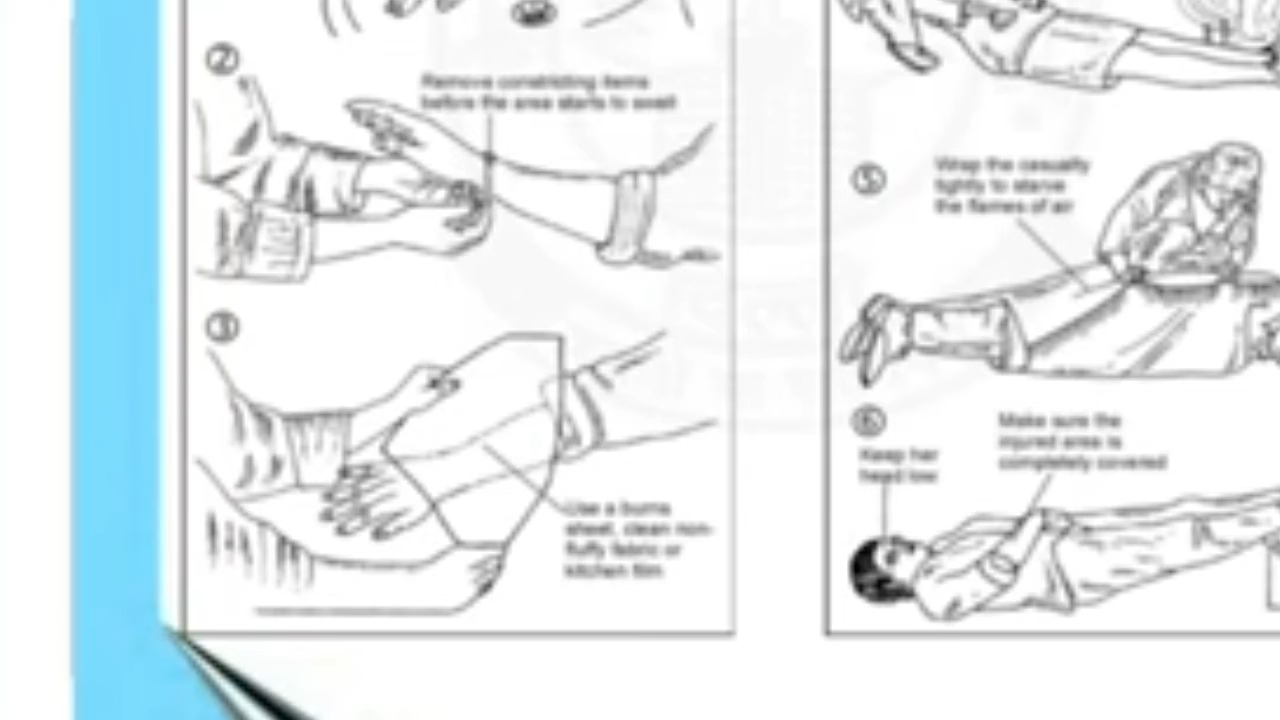 2
Remove constricting items
before the area starts to swell
3
Use a burns
sheet, clean non-
fluffy fabric or
kitchen film
5
Wrap the casualty
tightly to starve
the flames of air
6
Keep her
head low
Make sure the
injured area is
completely covered